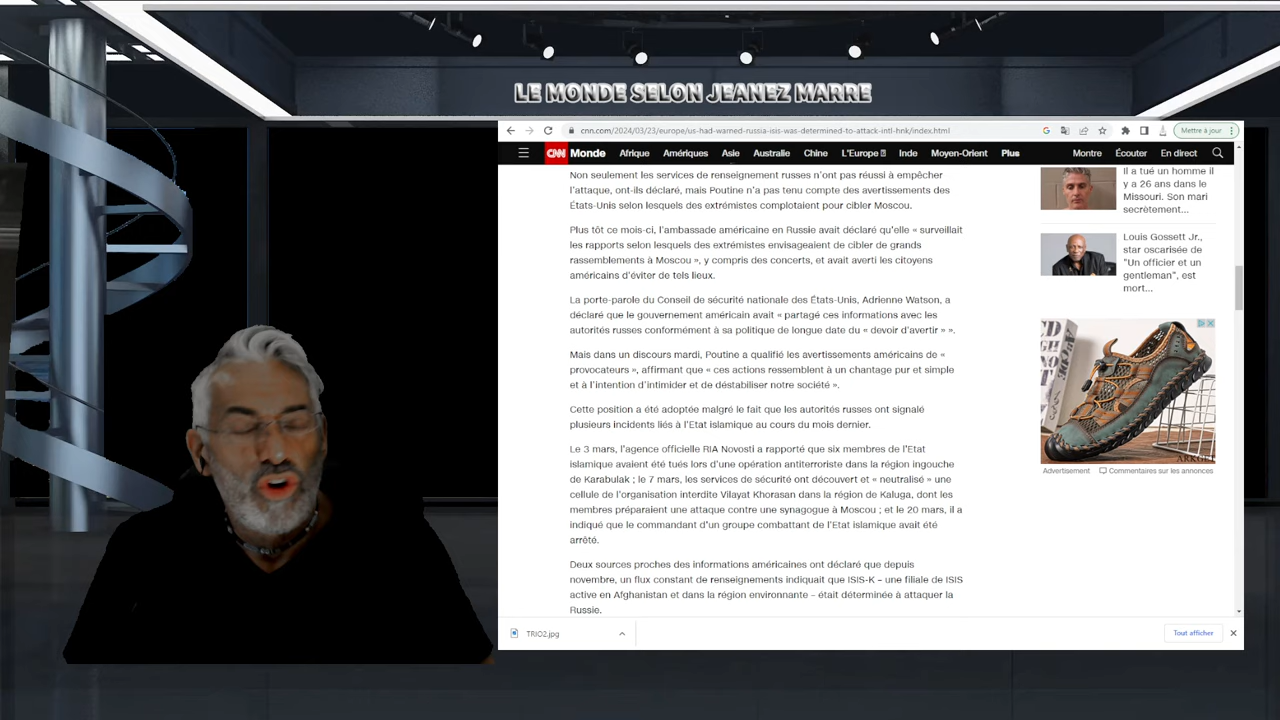 LE MONDE SELON JEANEZ MARRE
cnn.com/2024/03/23/europe/us-had-warned-russia-isis-was-determined-to-attack-intl-hnk/index.html
Mettre à jour
CNN Monde Afrique Amériques Asie Australie Chine L'Europe Inde Moyen-Orient Plus Montre Écouter En direct
Non seulement les services de renseignement russes n'ont pas réussi à empêcher
l'attaque, ont-ils déclaré, mais Poutine n'a pas tenu compte des avertissements des
États-Unis selon lesquels des extrémistes complotaient pour cibler Moscou.
Plus tôt ce mois-ci, l'ambassade américaine en Russie avait déclaré qu'elle « surveillait
les rapports selon lesquels des extrémistes envisageaient de cibler de grands
rassemblements à Moscou », y compris des concerts, et avait averti les citoyens
américains d'éviter de tels lieux.
La porte-parole du Conseil de sécurité nationale des États-Unis, Adrienne Watson, a
déclaré que le gouvernement américain avait « partagé ces informations avec les
autorités russes conformément à sa politique de longue date du « devoir d'avertir » ».
Mais dans un discours mardi, Poutine a qualifié les avertissements américains de «
provocateurs », affirmant que « ces actions ressemblent à un chantage pur et simple
et à l'intention d'intimider et de déstabiliser notre société ».
Cette position a été adoptée malgré le fait que les autorités russes ont signalé
plusieurs incidents liés à l'Etat islamique au cours du mois dernier.
Le 3 mars, l'agence officielle RIA Novosti a rapporté que six membres de l'Etat
islamique avaient été tués lors d'une opération antiterroriste dans la région ingouche
de Karabulak ; le 7 mars, les services de sécurité ont découvert et « neutralisé » une
cellule de l'organisation interdite Vilayat Khorasan dans la région de Kaluga, dont les
membres préparaient une attaque contre une synagogue à Moscou ; et le 20 mars, il a
indiqué que le commandant d'un groupe combattant de l'Etat islamique avait été
arrêté.
Deux sources proches des informations américaines ont déclaré que depuis
novembre, un flux constant de renseignements indiquait que ISIS-K – une filiale de ISIS
active en Afghanistan et dans la région environnante – était déterminée à attaquer la
Russie.
Il a tué un homme il
y a 26 ans dans le
Missouri. Son mari
secrètement...
Louis Gossett Jr.,
star oscarisée de
"Un officier et un
gentleman", est
mort...
ARKGET
Advertisement Commentaires sur les annonces
TRIO2.jpg
Tout afficher